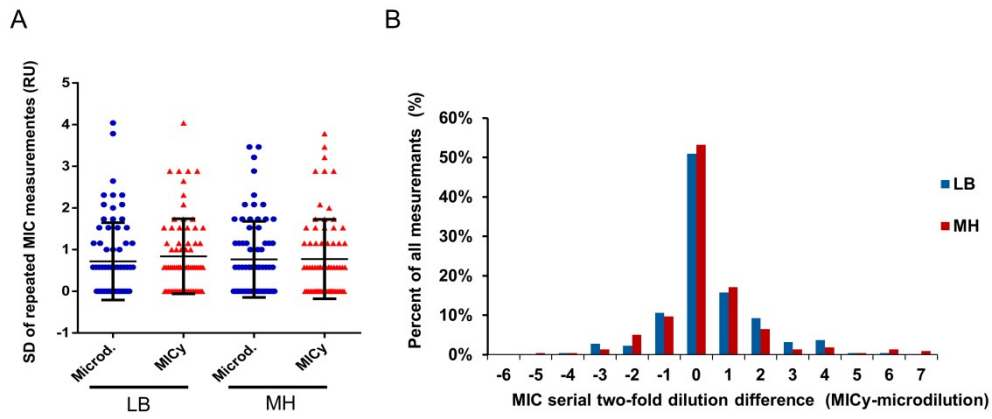 A
B
SD of repeated MIC measurementes (RU)
5
4
3
2
1
0
-1
Microd.
MICy
Microd.
MICy
LB
MH
Percent of all mesurements (%)
60%
50%
40%
30%
20%
10%
0%
-6 -5 -4 -3 -2 -1 0 1 2 3 4 5 6 7
MIC serial two-fold dilution difference (MICy-microdilution)
LB
MH